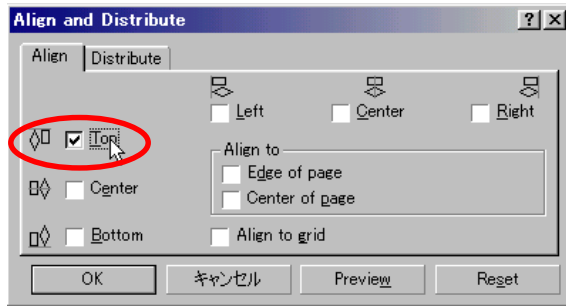 Align and Distribute
Align Distribute
Left Center Right
Top
Align to
Edge of page
Center
Center of page
Bottom Align to grid
OK キャンセル Preview Reset